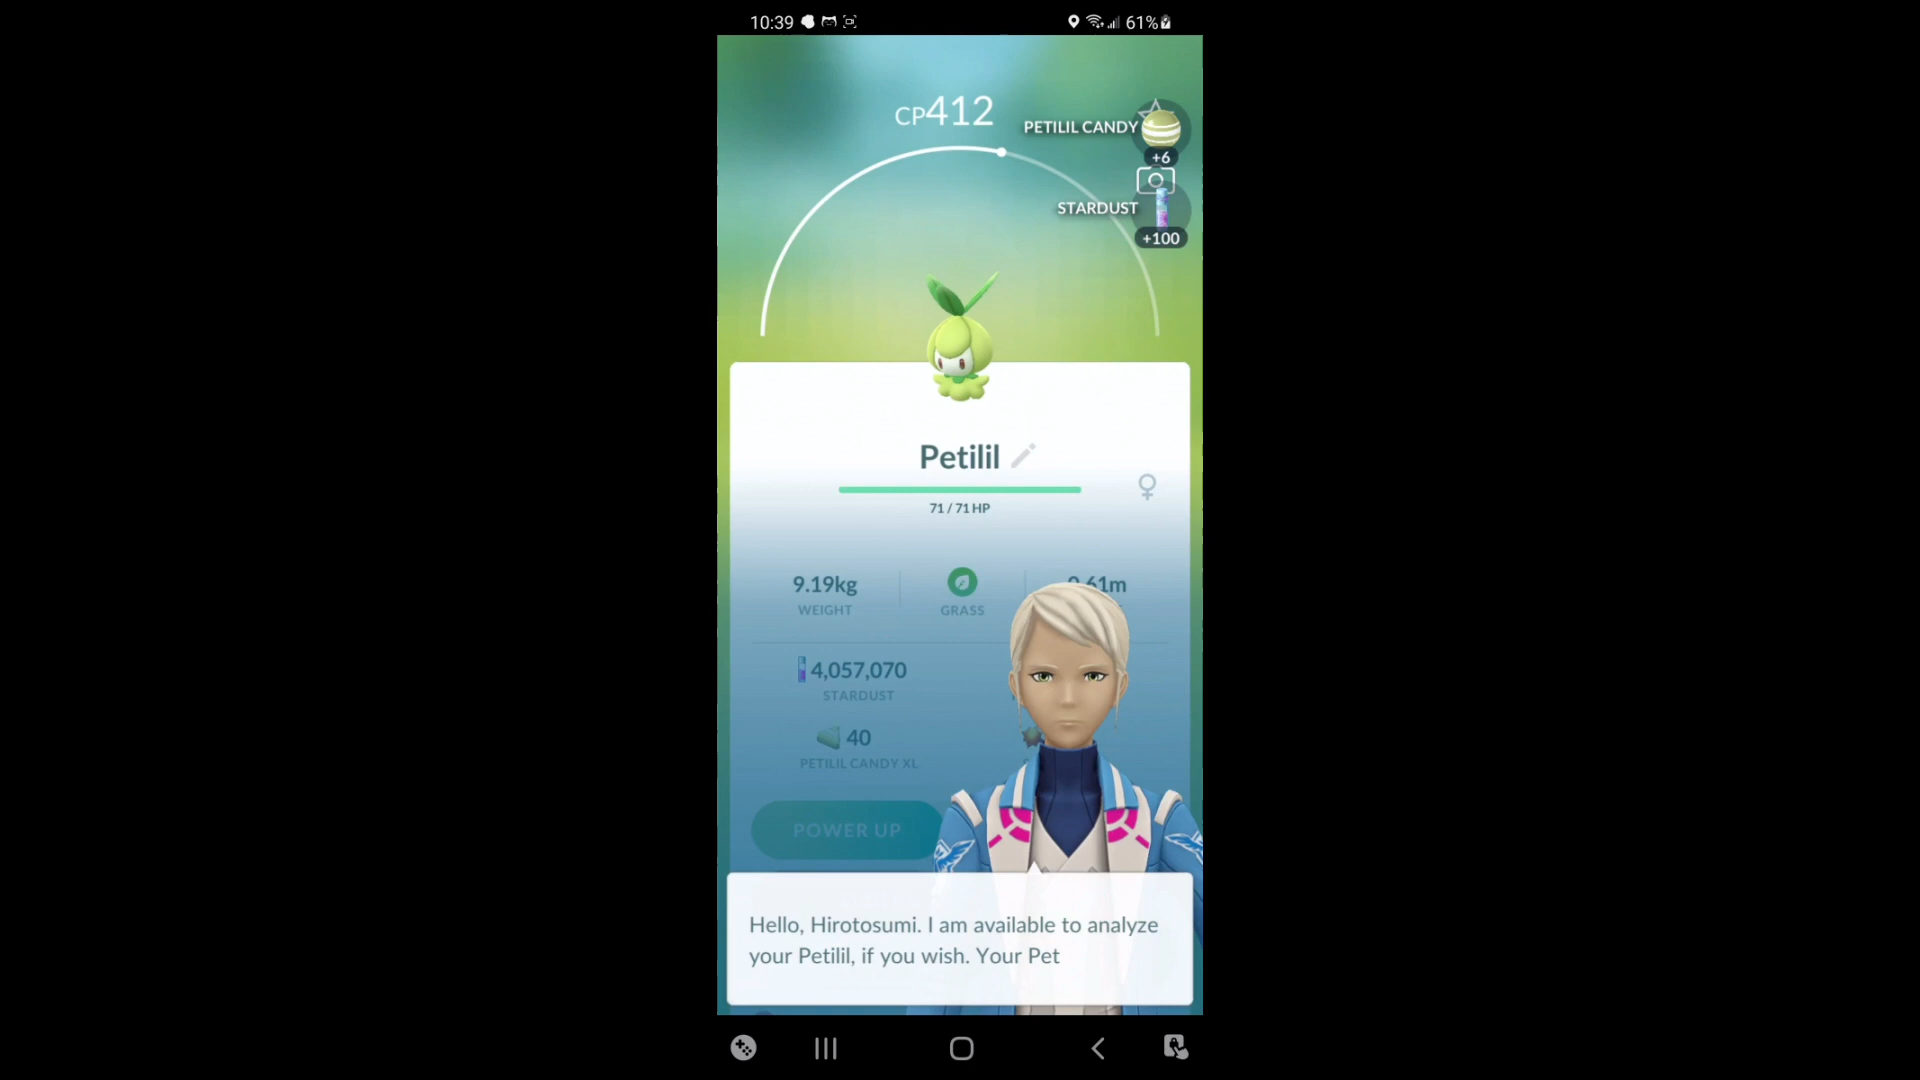 10:39
61%
CP412
PETILIL CANDY
+6
STARDUST
+100
Petilil
71 / 71 HP
9.19kg
WEIGHT
GRASS
0.61m
4,057,070
STARDUST
40
PETILIL CANDY XL
POWER UP
Hello, Hirotosumi. I am available to analyze
your Petilil, if you wish. Your Pet